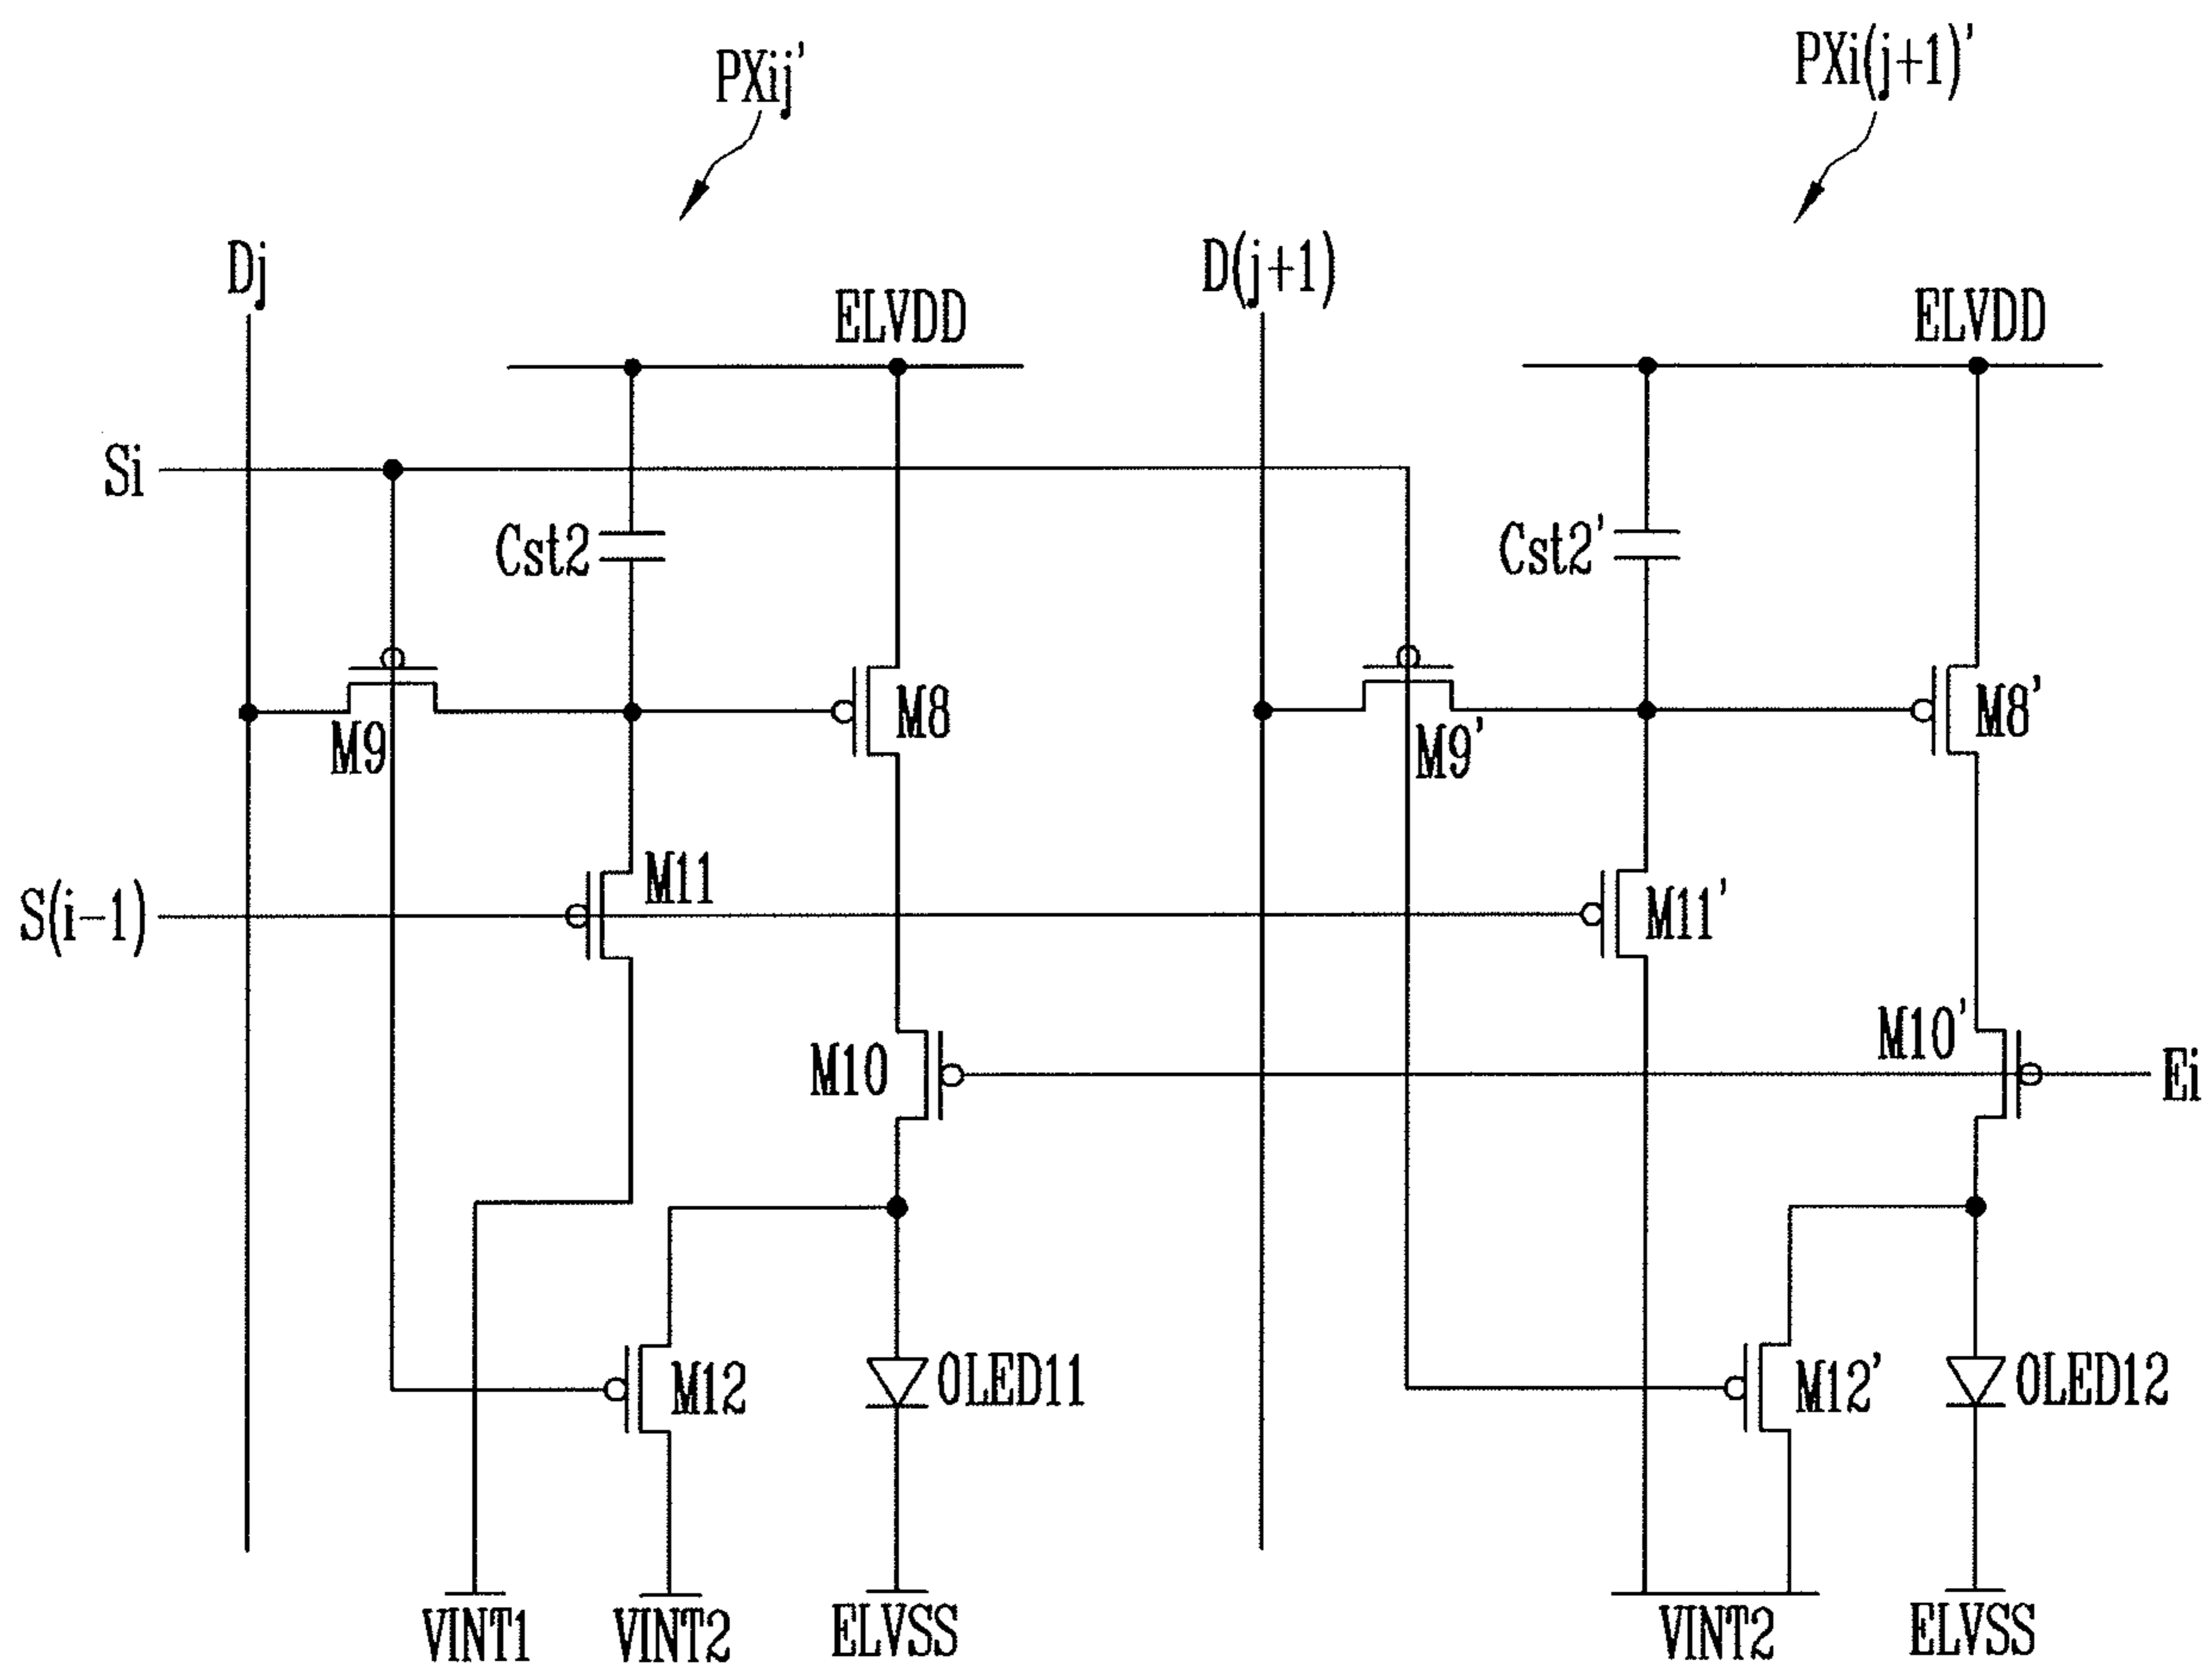 PXij'
PXi(j+1)'
Dj
D(j+1)
ELVDD
ELVDD
Si
Cst2
Cst2'
M9
M8
M9'
M8'
M11
M11'
S(i-1)
M10
M10'
Ei
M12
OLED11
M12'
OLED12
VINT1
VINT2
ELVSS
VINT2
ELVSS